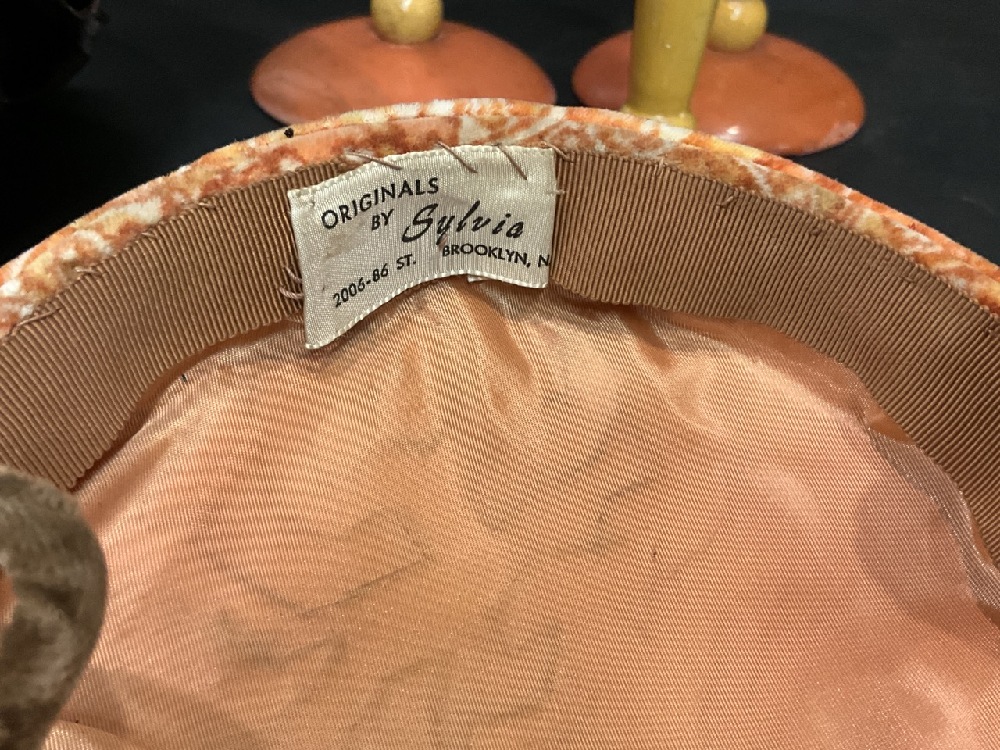 ORIGINALS
BY Sylvia
2006-86 ST. BROOKLYN, N